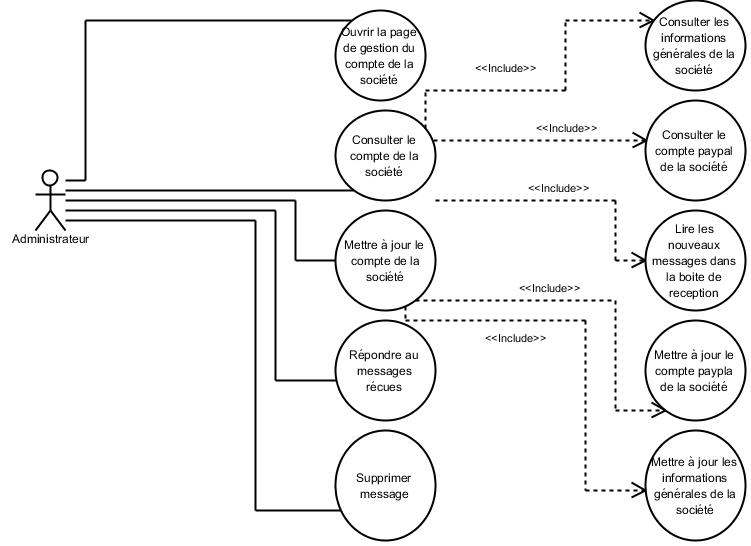 Ouvrir la page
de gestion du
compte de la
société
Consulter les
informations
générales de la
société
<<Include>>
Consulter le
compte de la
société
<<Include>>
Consulter le
compte paypal
de la société
Administrateur
<<Include>>
Mettre à jour le
compte de la
société
Lire les
nouveaux
messages dans
la boite de
reception
<<Include>>
<<Include>>
Répondre au
messages
récues
Mettre à jour le
compte paypla
de la société
Supprimer
message
Mettre à jour les
informations
générales de la
société